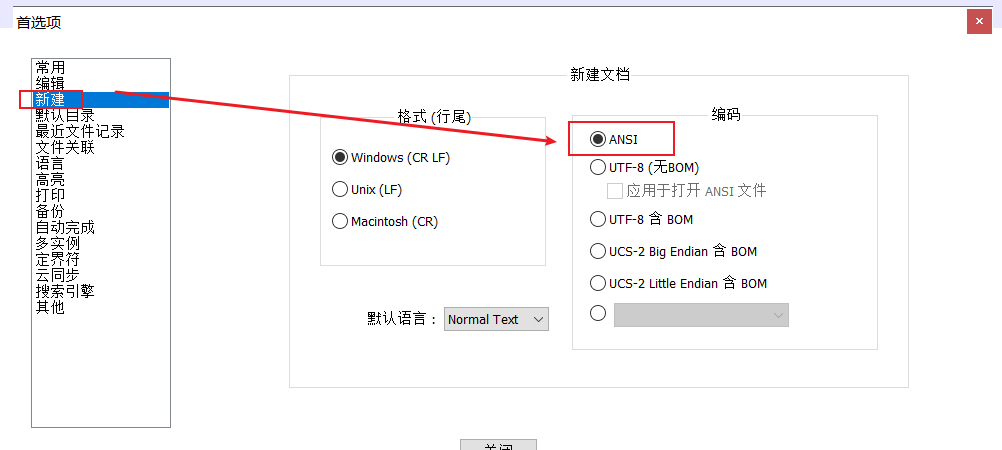 首选项
常用
编辑
新建
默认目录
最近文件记录
文件关联
语言
高亮
打印
备份
自动完成
多实例
定界符
云同步
搜索引擎
其他
新建文档
格式 (行尾)
Windows (CR LF)
Unix (LF)
Macintosh (CR)
默认语言：
Normal Text
编码
ANSI
UTF-8 (无BOM)
应用于打开 ANSI 文件
UTF-8 含 BOM
UCS-2 Big Endian 含 BOM
UCS-2 Little Endian 含 BOM
关闭